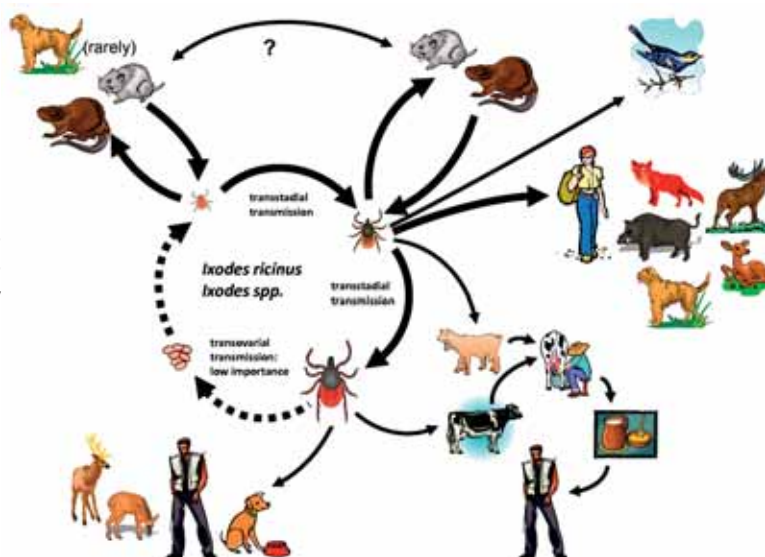 (rarely)
?
transstadial
transmission
Ixodes ricinus
Ixodes spp.
transstadial
transmission
transovarial
transmission:
low importance